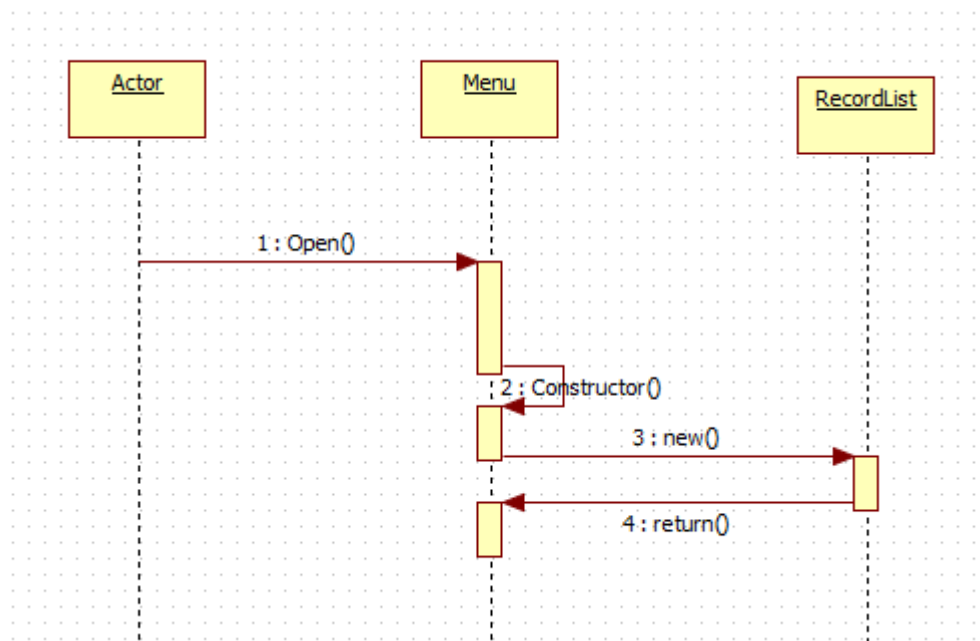 Actor
Menu
RecordList
1 : Open()
2 : Constructor()
3 : new()
4 : return()